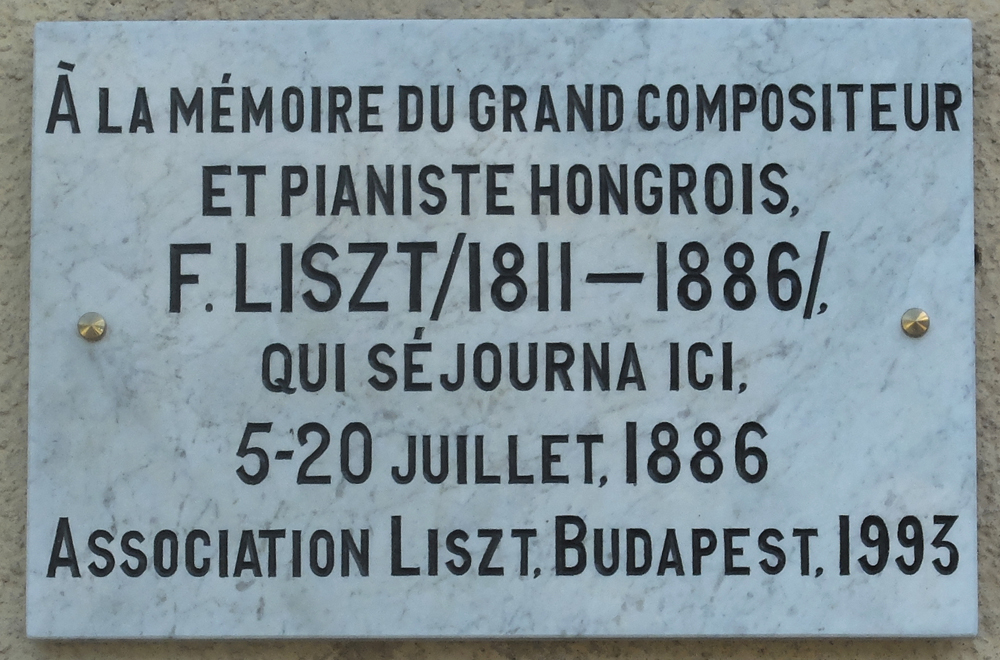 À LA MÉMOIRE DU GRAND COMPOSITEUR
ET PIANISTE HONGROIS,
F. LISZT/1811—1886/,
QUI SÉJOURNA ICI,
5-20 JUILLET, 1886
ASSOCIATION LISZT, BUDAPEST, 1993